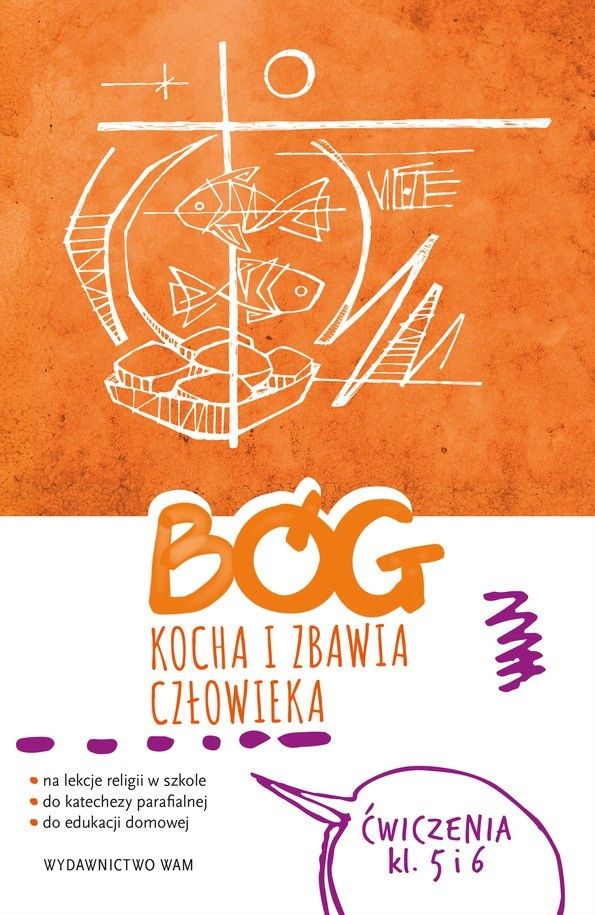 BÓG
KOCHA I ZBAWIA
CZŁOWIEKA
na lekcje religii w szkole
do katechezy parafialnej
do edukacji domowej
WYDAWNICTWO WAM
ĆWICZENIA
kl. 5 i 6